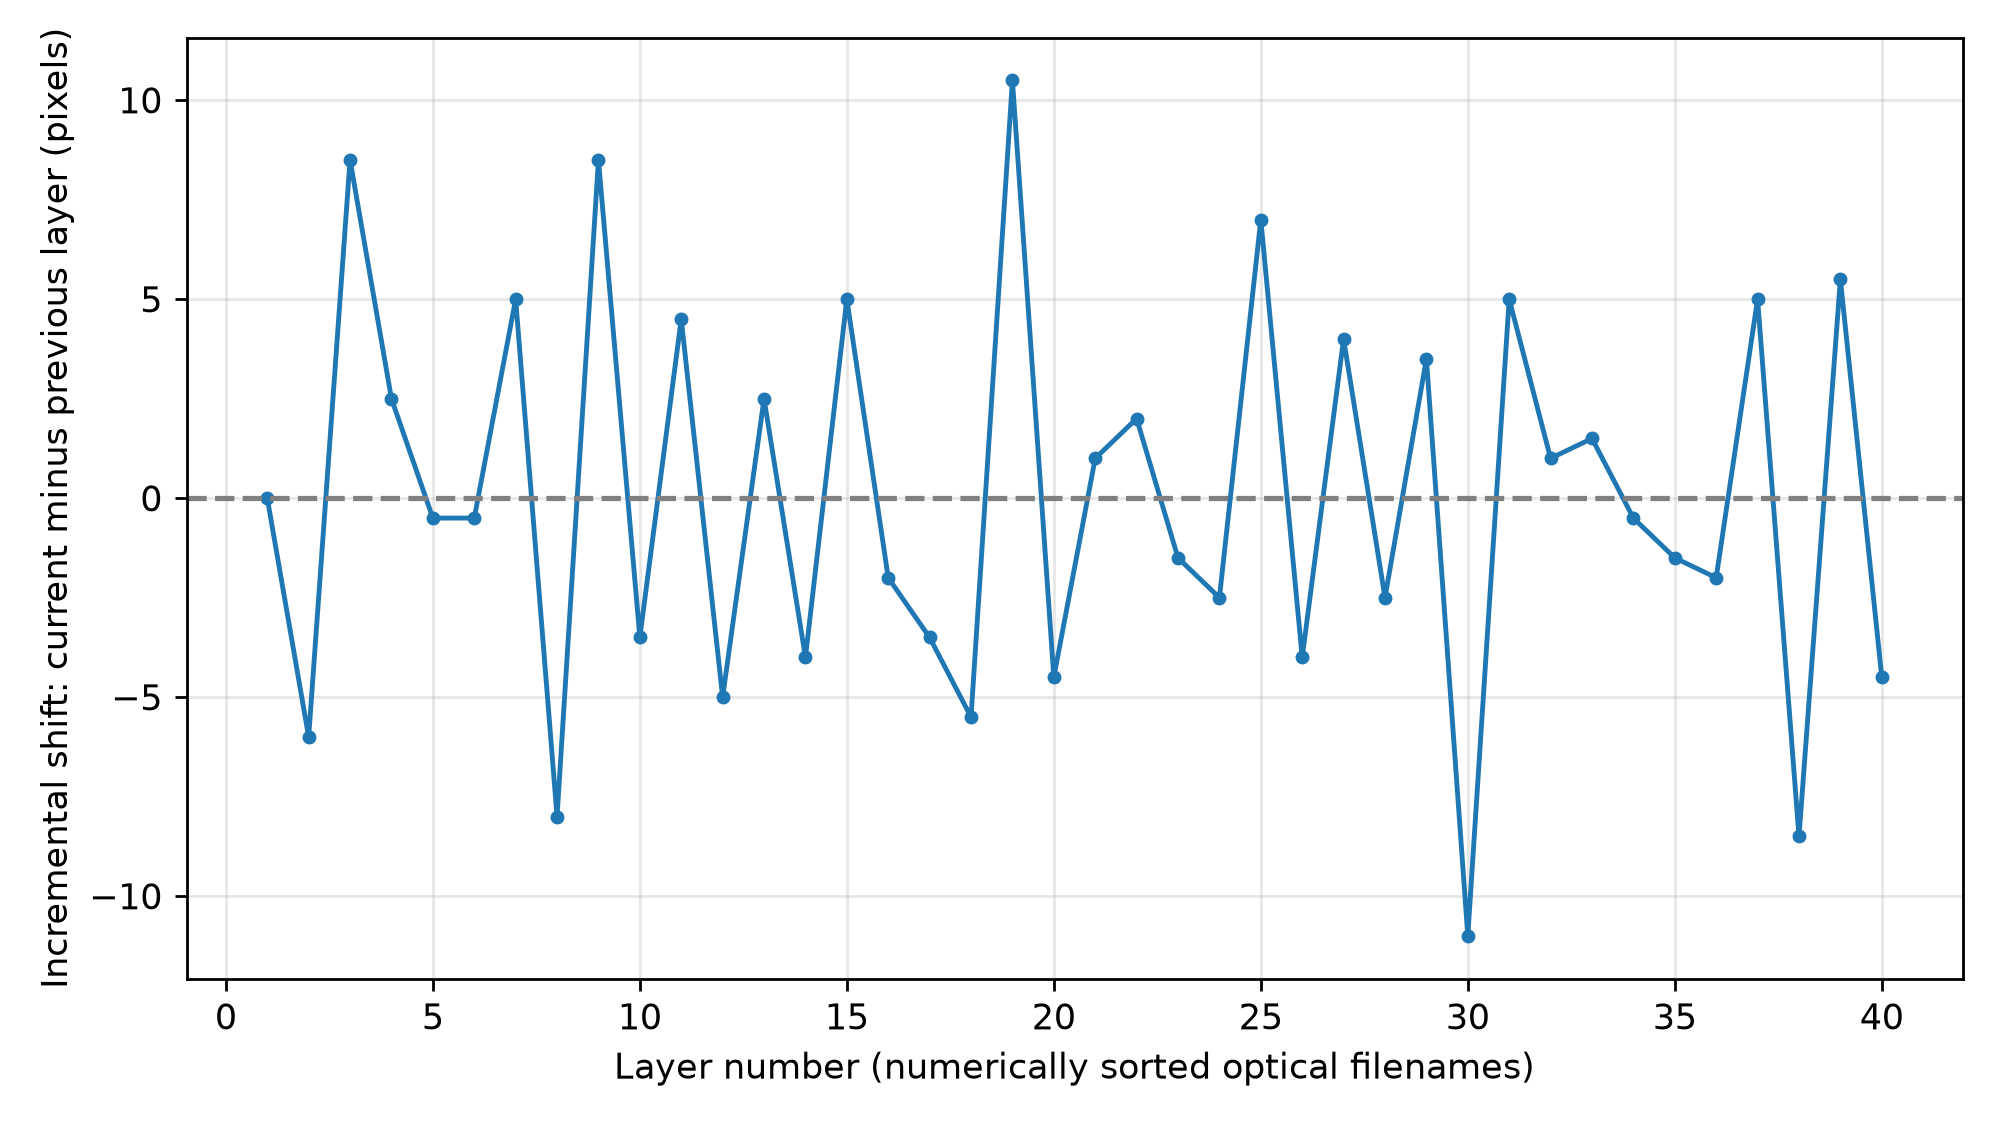 Incremental shift: current minus previous layer (pixels)
10
5
0
−5
−10
0 5 10 15 20 25 30 35 40
Layer number (numerically sorted optical filenames)